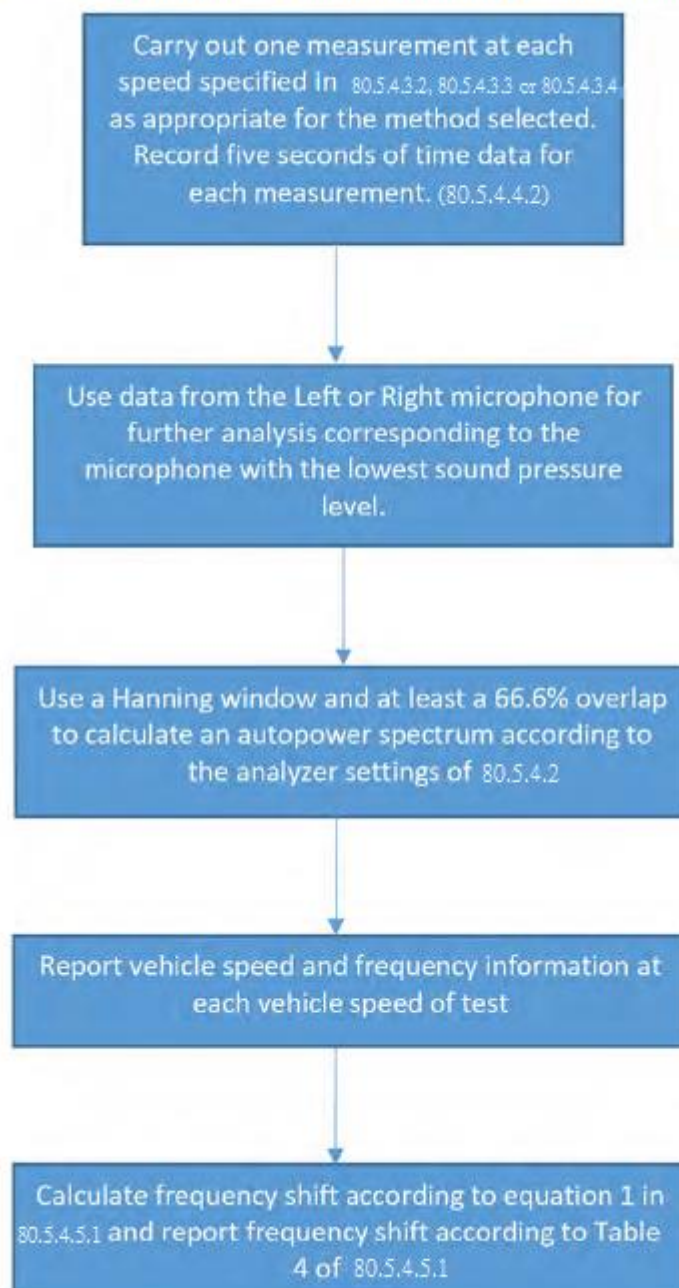 Carry out one measurement at each
speed specified in 80.5.4.3.2, 80.5.4.3.3 or 80.5.4.3.4,
as appropriate for the method selected.
Record five seconds of time data for
each measurement. (80.5.4.4.2)
Use data from the Left or Right microphone for
further analysis corresponding to the
microphone with the lowest sound pressure
level.
Use a Hanning window and at least a 66.6% overlap
to calculate an autopower spectrum according to
the analyzer settings of 80.5.4.2
Report vehicle speed and frequency information at
each vehicle speed of test
Calculate frequency shift according to equation 1 in
80.5.4.5.1 and report frequency shift according to Table
4 of 80.5.4.5.1